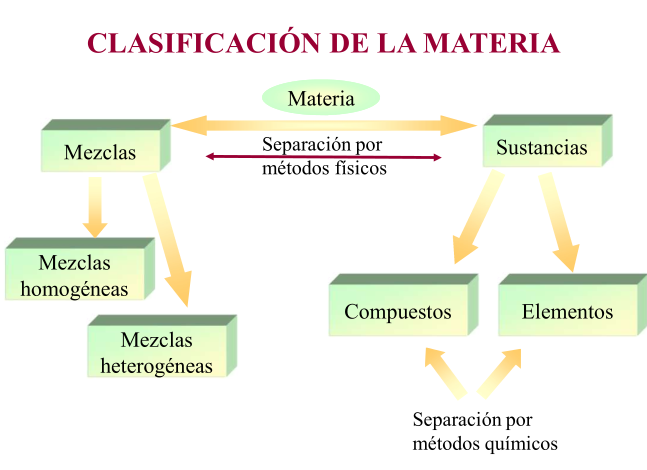 CLASIFICACIÓN DE LA MATERIA
Materia
Mezclas
Separación por
métodos físicos
Sustancias
Mezclas
homogéneas
Mezclas
heterogéneas
Compuestos
Elementos
Separación por
métodos químicos